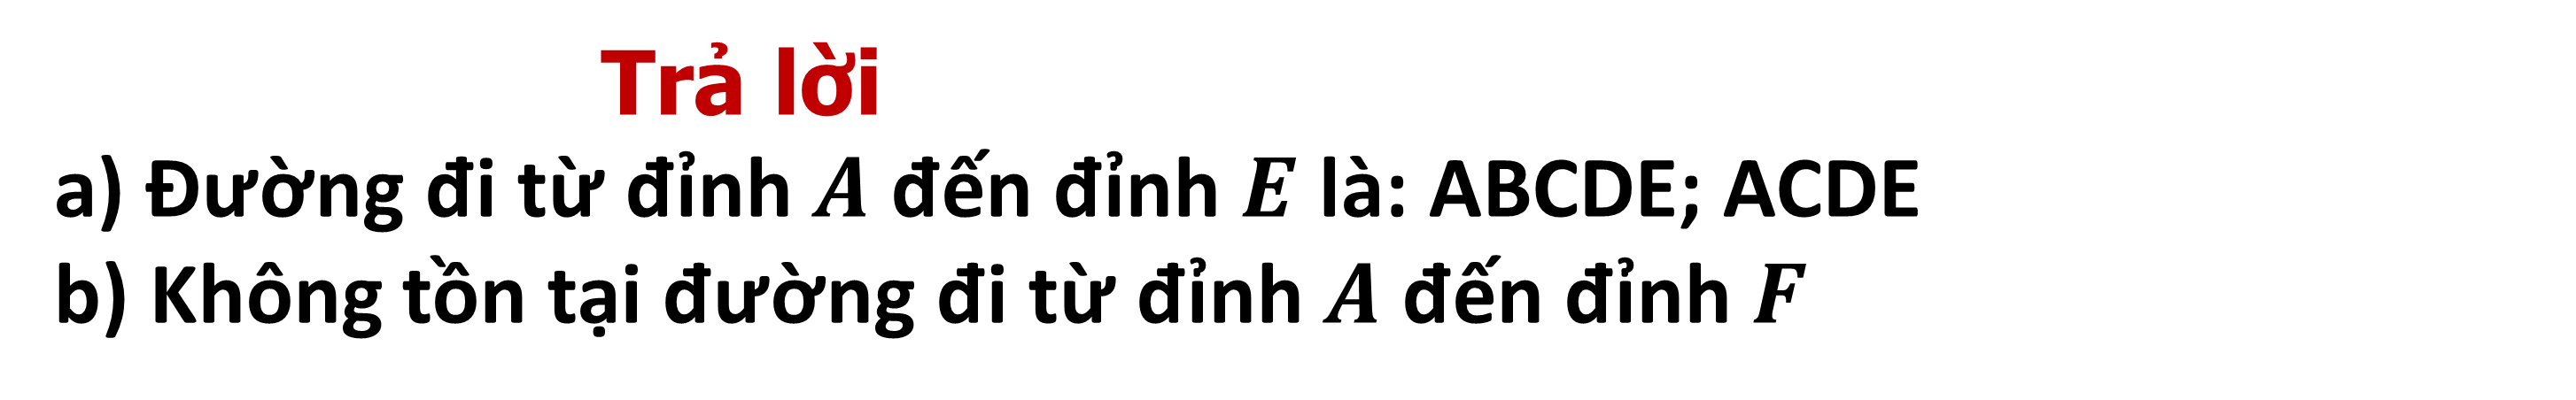 Trả lời
a) Đường đi từ đỉnh A đến đỉnh E là: ABCDE; ACDE
b) Không tồn tại đường đi từ đỉnh A đến đỉnh F